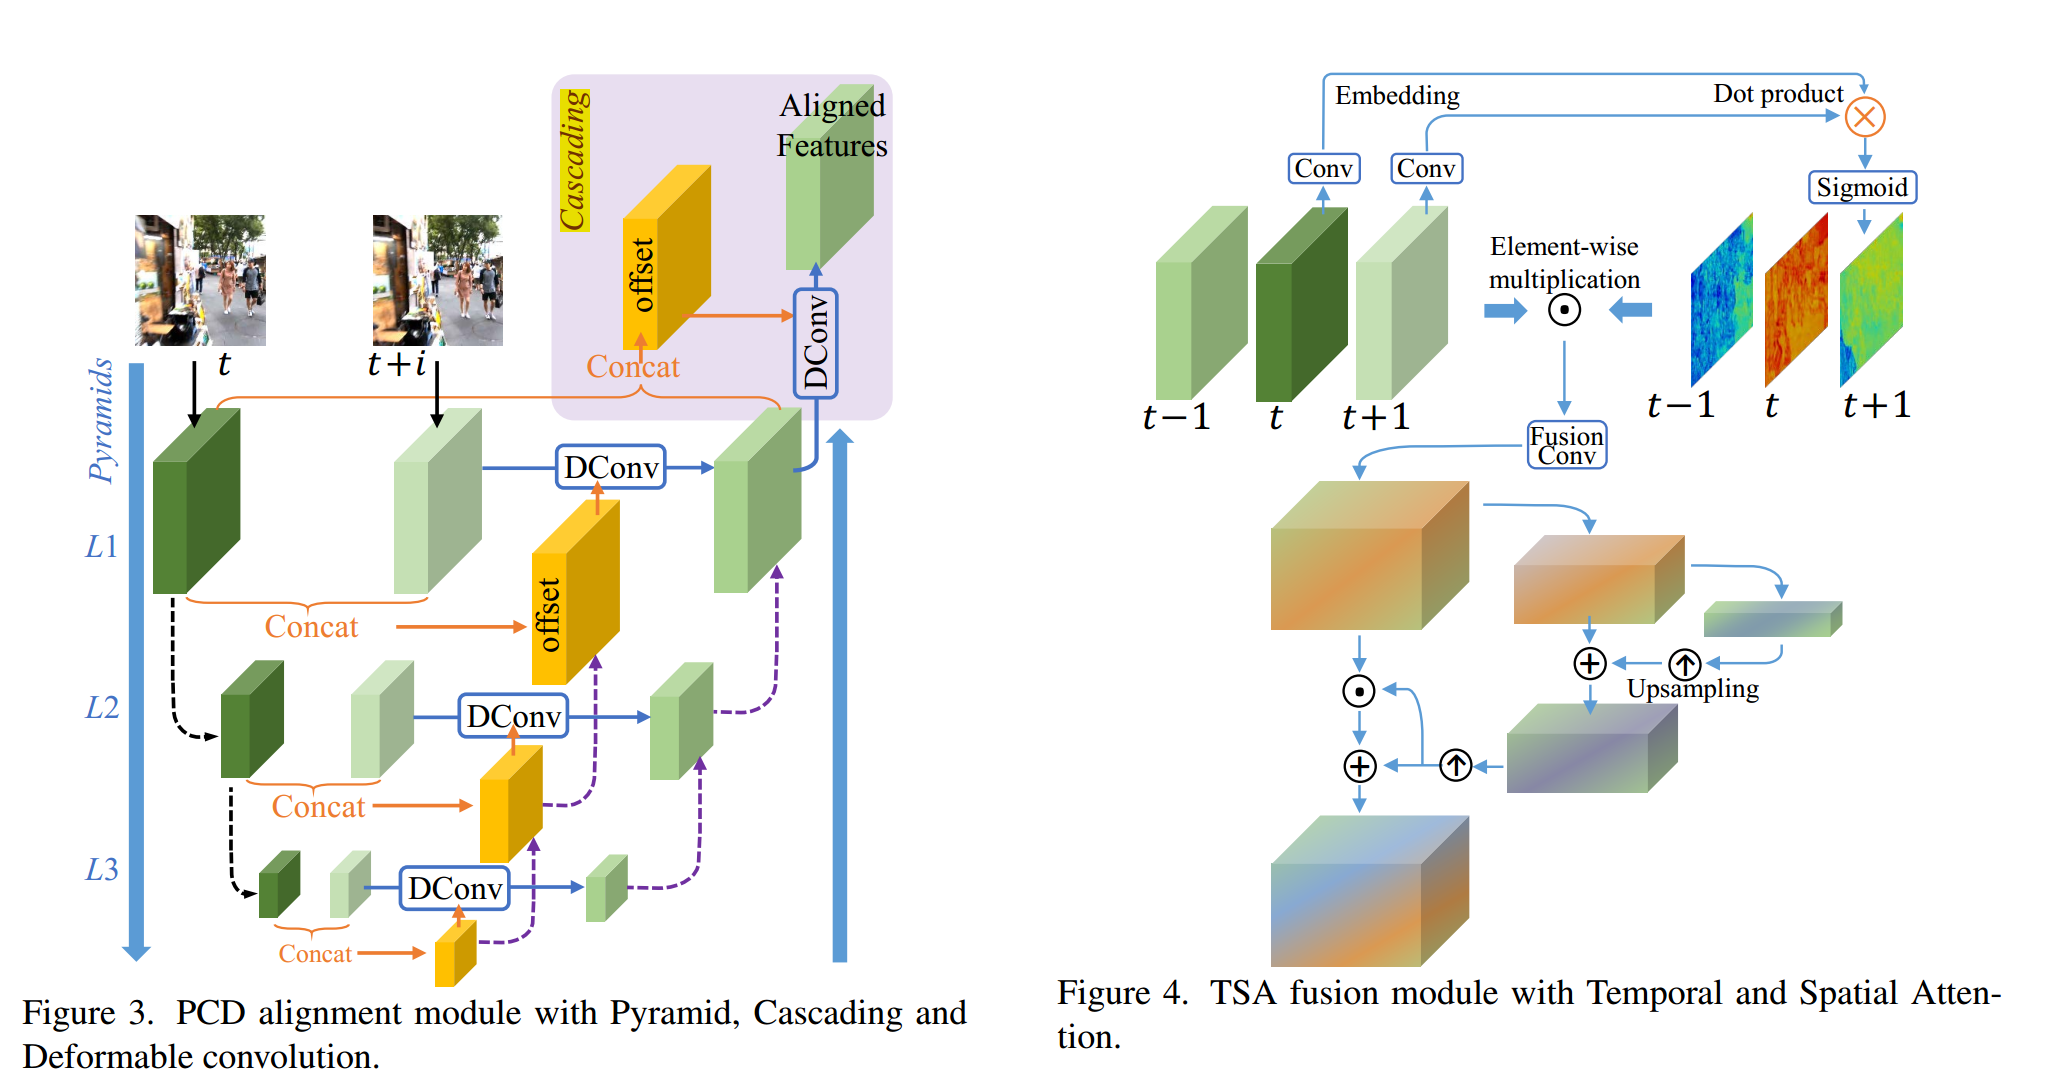 Cascading
Aligned
Features
offset
Concat
DConv
t
t+i
Pyramids
L1
DConv
offset
Concat
L2
DConv
Concat
L3
DConv
Concat
Figure 3. PCD alignment module with Pyramid, Cascading and
Deformable convolution.
Embedding
Dot product
Conv
Conv
Sigmoid
Element-wise
multiplication
t−1
t
t+1
t−1
t
t+1
Fusion
Conv
Upsampling
Figure 4. TSA fusion module with Temporal and Spatial Atten-
tion.